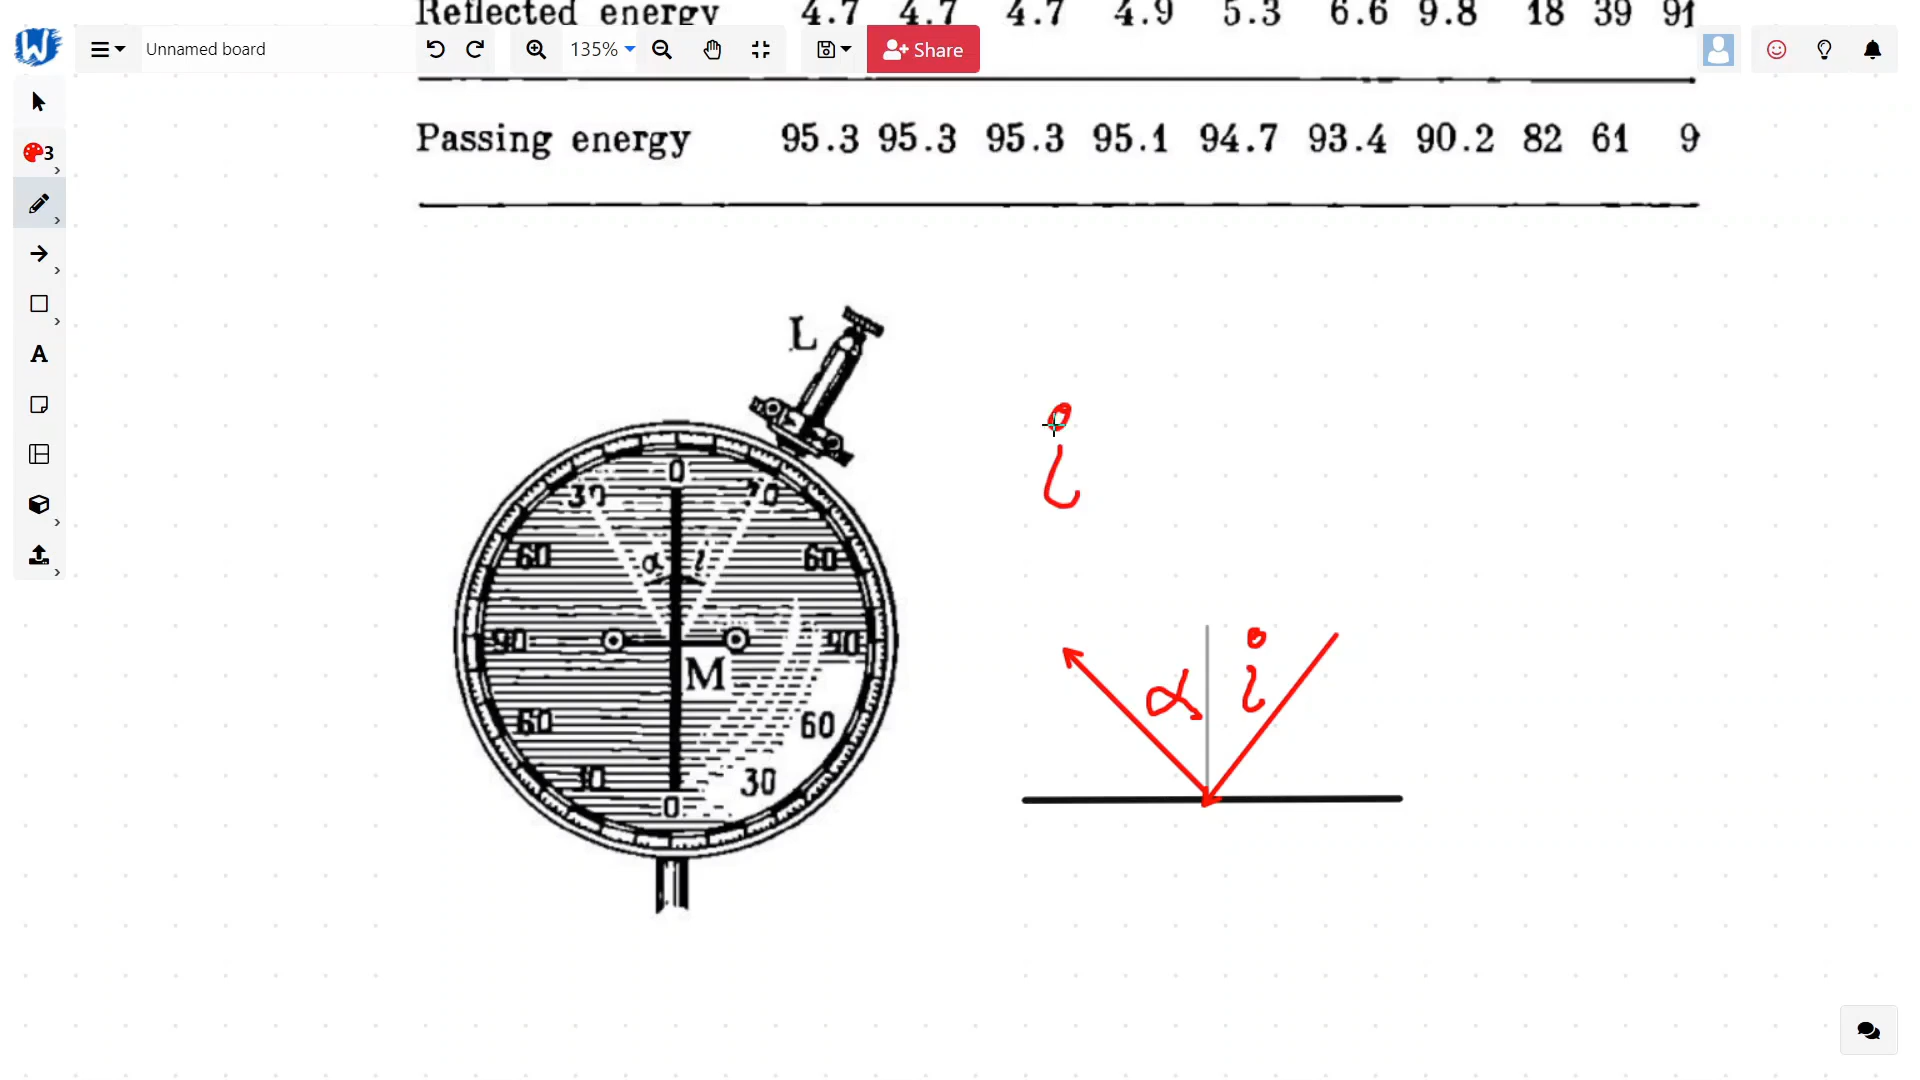 Reflected energy 4.7 4.7 4.7 4.9 5.3 6.6 9.8 18 39 91
Unnamed board
135%
Share
Passing energy 95.3 95.3 95.3 95.1 94.7 93.4 90.2 82 61 9
3
A
L
0
30
60 60
α i
90 90
M
60 60
30 30
0
i
α i